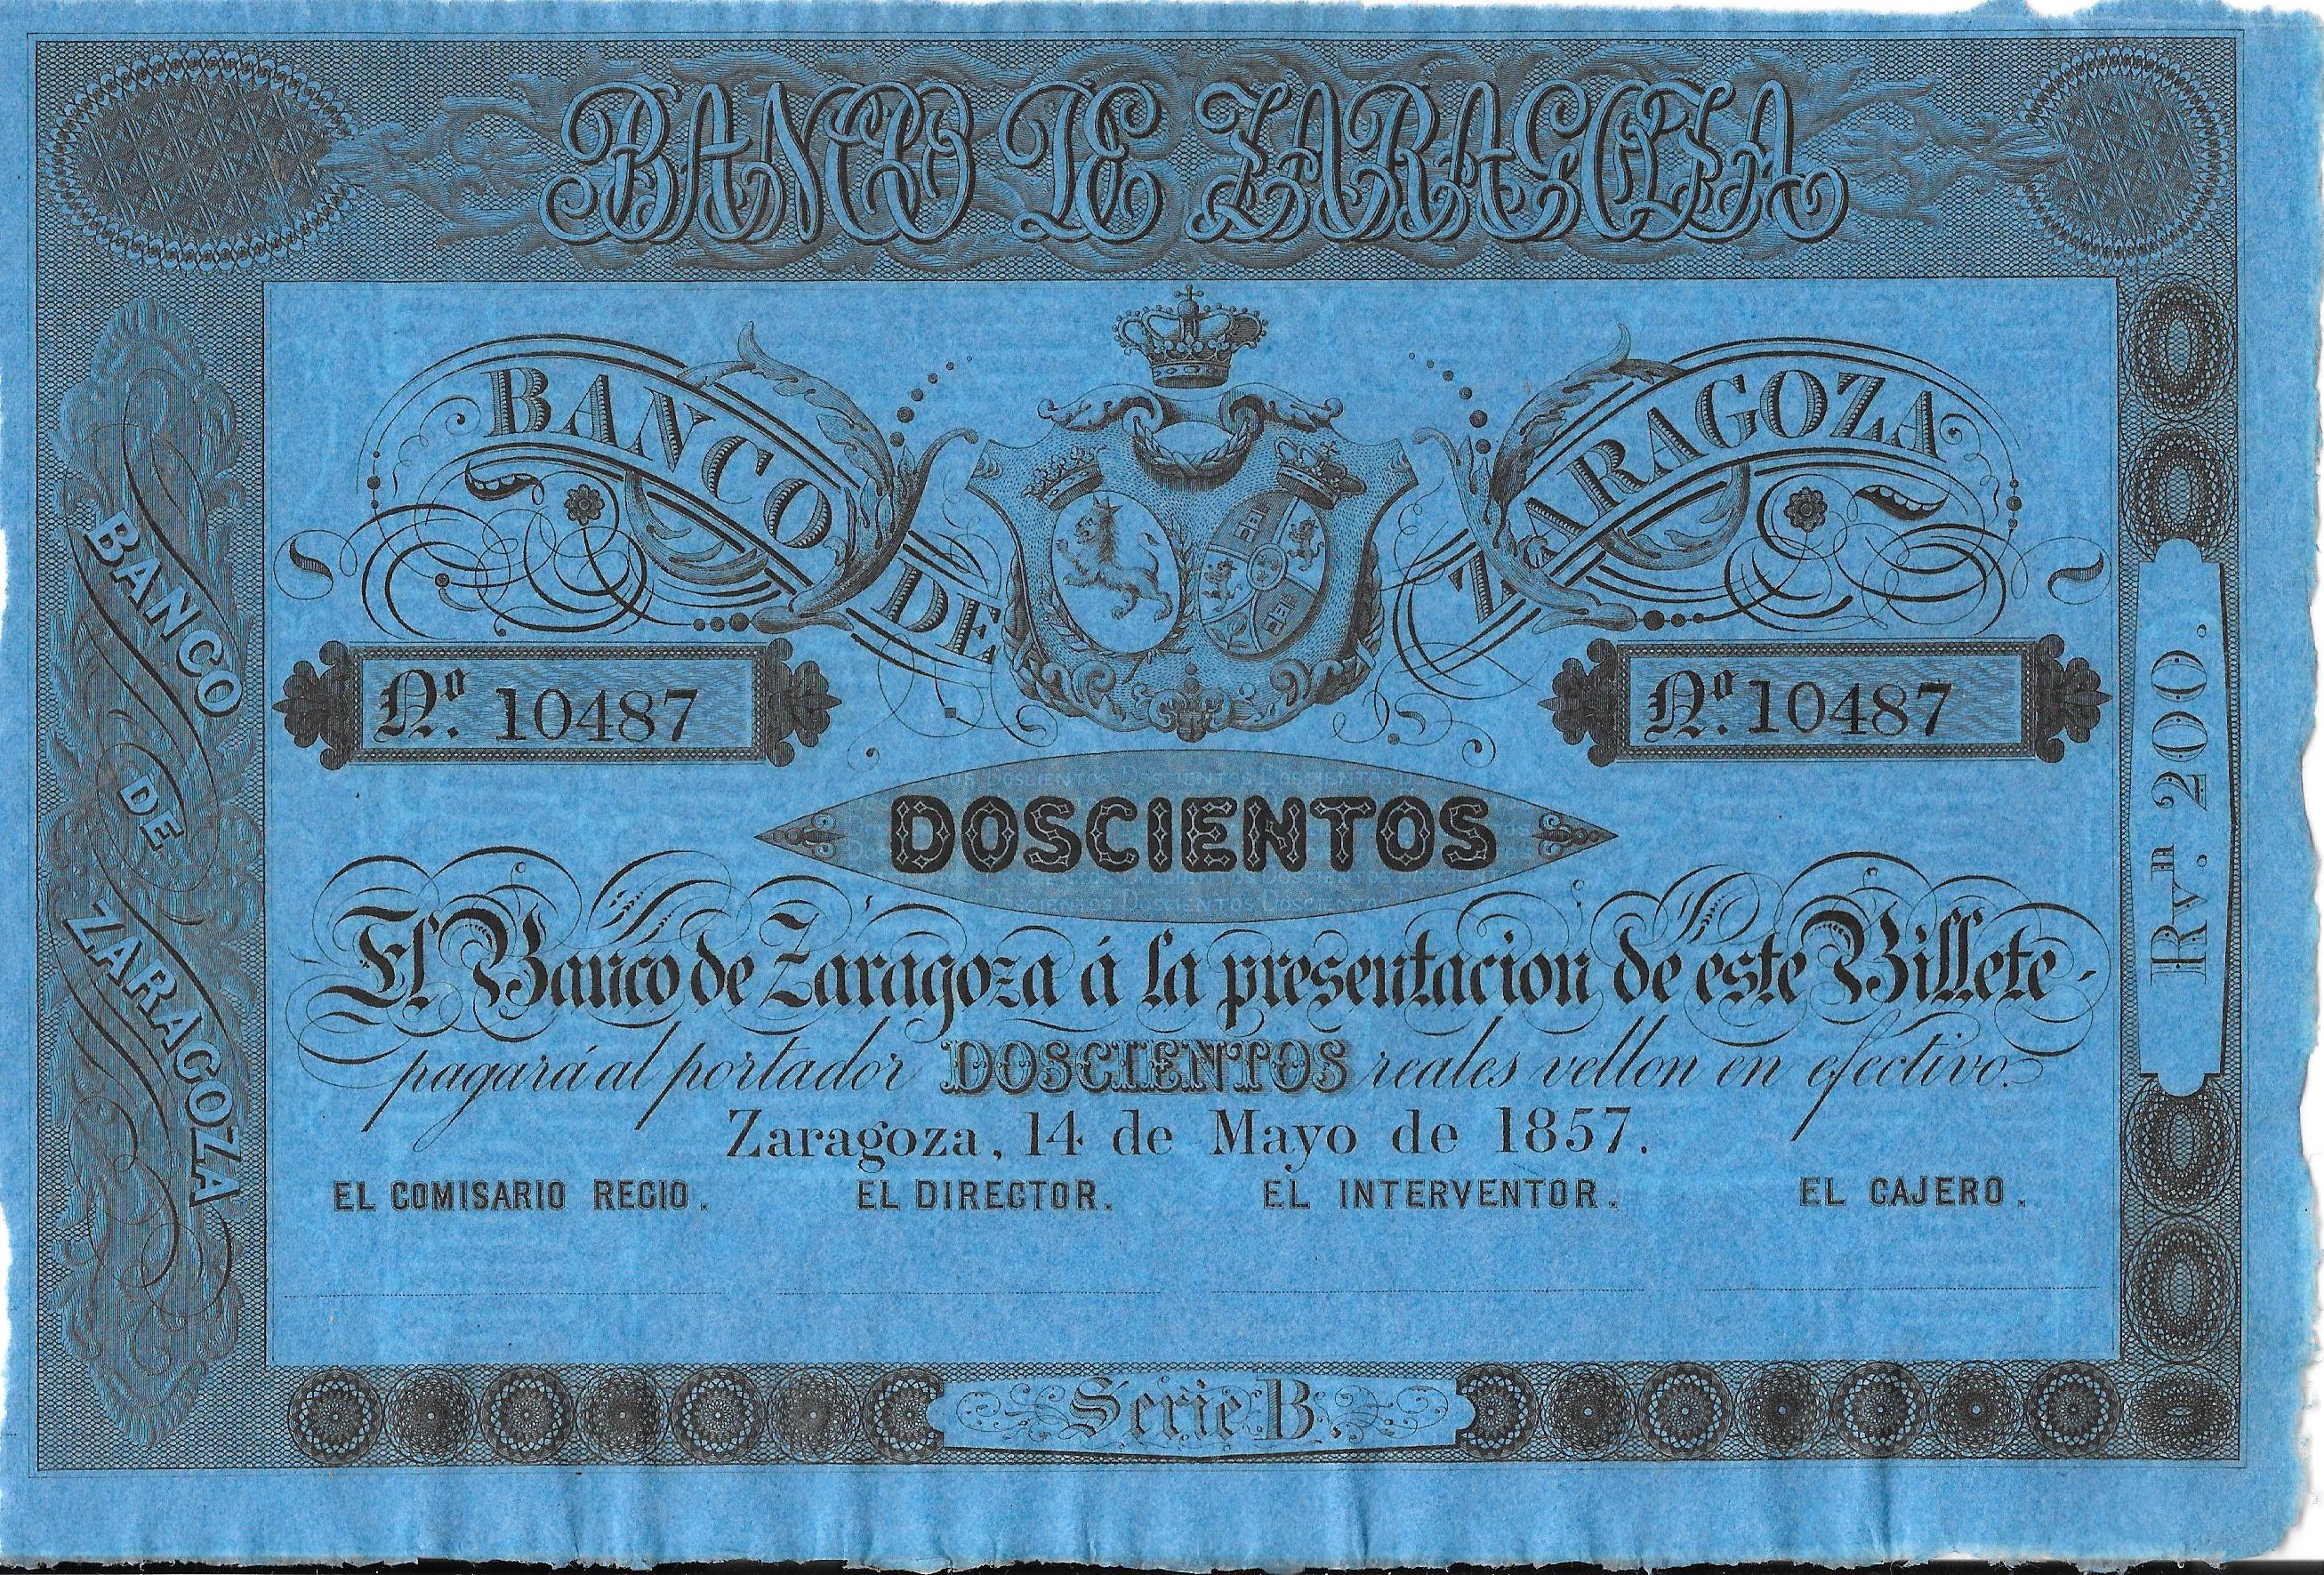 BANCO DE ZARAGOZA
BANCO DE ZARAGOZA
BANCO DE ZARAGOZA
Nº. 10487
Nº. 10487
DOSCIENTOS
El Banco de Zaragoza á la presentacion de este Billete
pagará al portador DOSCIENTOS reales vellon en efectivo.
Zaragoza, 14 de Mayo de 1857.
EL COMISARIO REGIO. EL DIRECTOR. EL INTERVENTOR. EL CAJERO.
Serie B.
Rvn. 200.